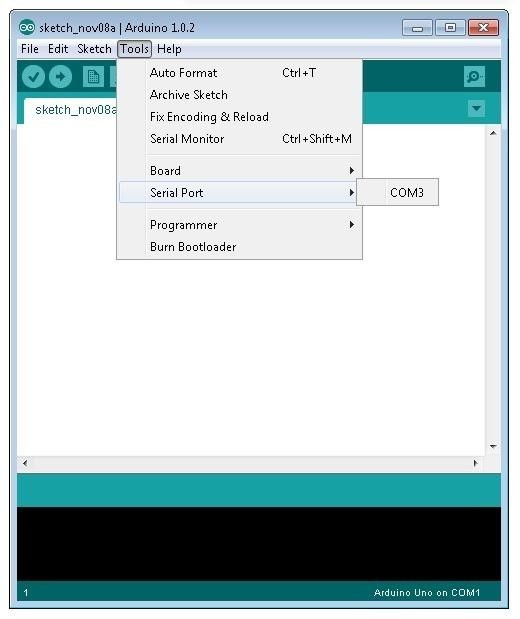 sketch_nov08a | Arduino 1.0.2
File Edit Sketch Tools Help
Auto Format Ctrl+T
Archive Sketch
sketch_nov08a
Fix Encoding & Reload
Serial Monitor Ctrl+Shift+M
Board
Serial Port COM3
Programmer
Burn Bootloader
1 Arduino Uno on COM1